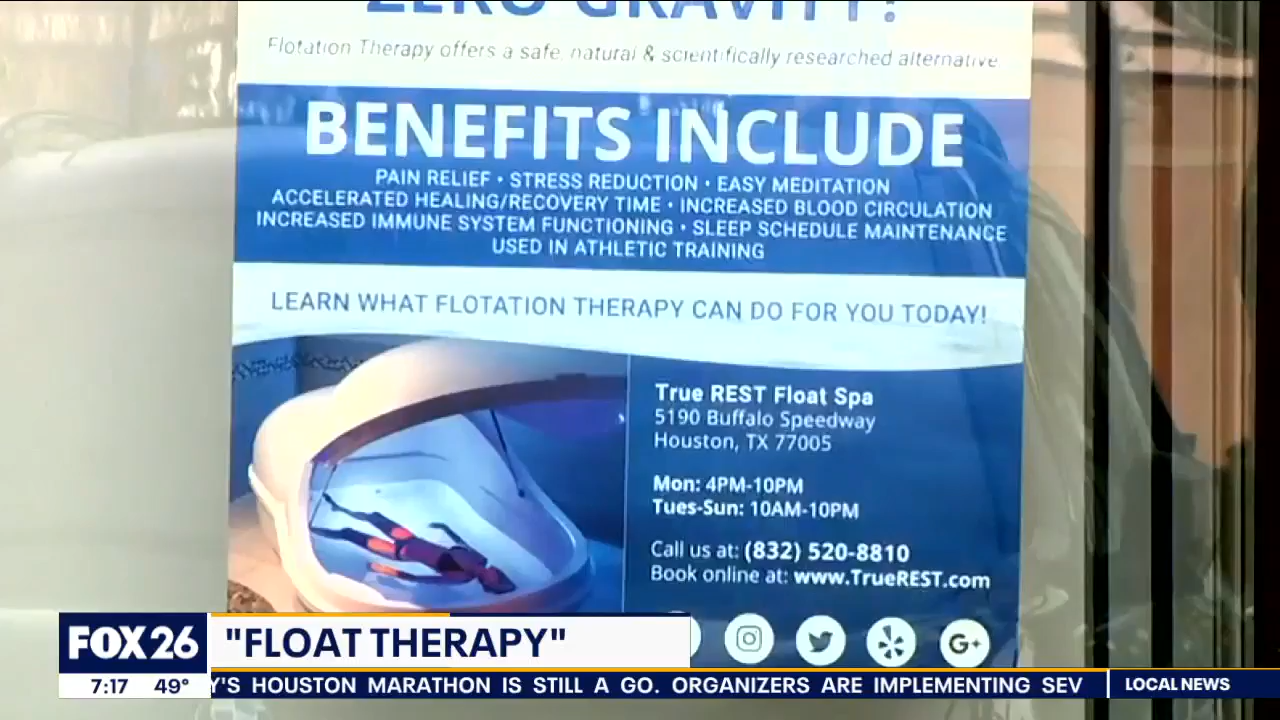 ZERO GRAVITY?
Flotation Therapy offers a safe, natural & scientifically researched alternative.
BENEFITS INCLUDE
PAIN RELIEF • STRESS REDUCTION • EASY MEDITATION
ACCELERATED HEALING/RECOVERY TIME • INCREASED BLOOD CIRCULATION
INCREASED IMMUNE SYSTEM FUNCTIONING • SLEEP SCHEDULE MAINTENANCE
USED IN ATHLETIC TRAINING
LEARN WHAT FLOTATION THERAPY CAN DO FOR YOU TODAY!
True REST Float Spa
5190 Buffalo Speedway
Houston, TX 77005
Mon: 4PM-10PM
Tues-Sun: 10AM-10PM
Call us at: (832) 520-8810
Book online at: www.TrueREST.com
G+
FOX 26
"FLOAT THERAPY"
7:17 49°
Y'S HOUSTON MARATHON IS STILL A GO. ORGANIZERS ARE IMPLEMENTING SEV
LOCAL NEWS